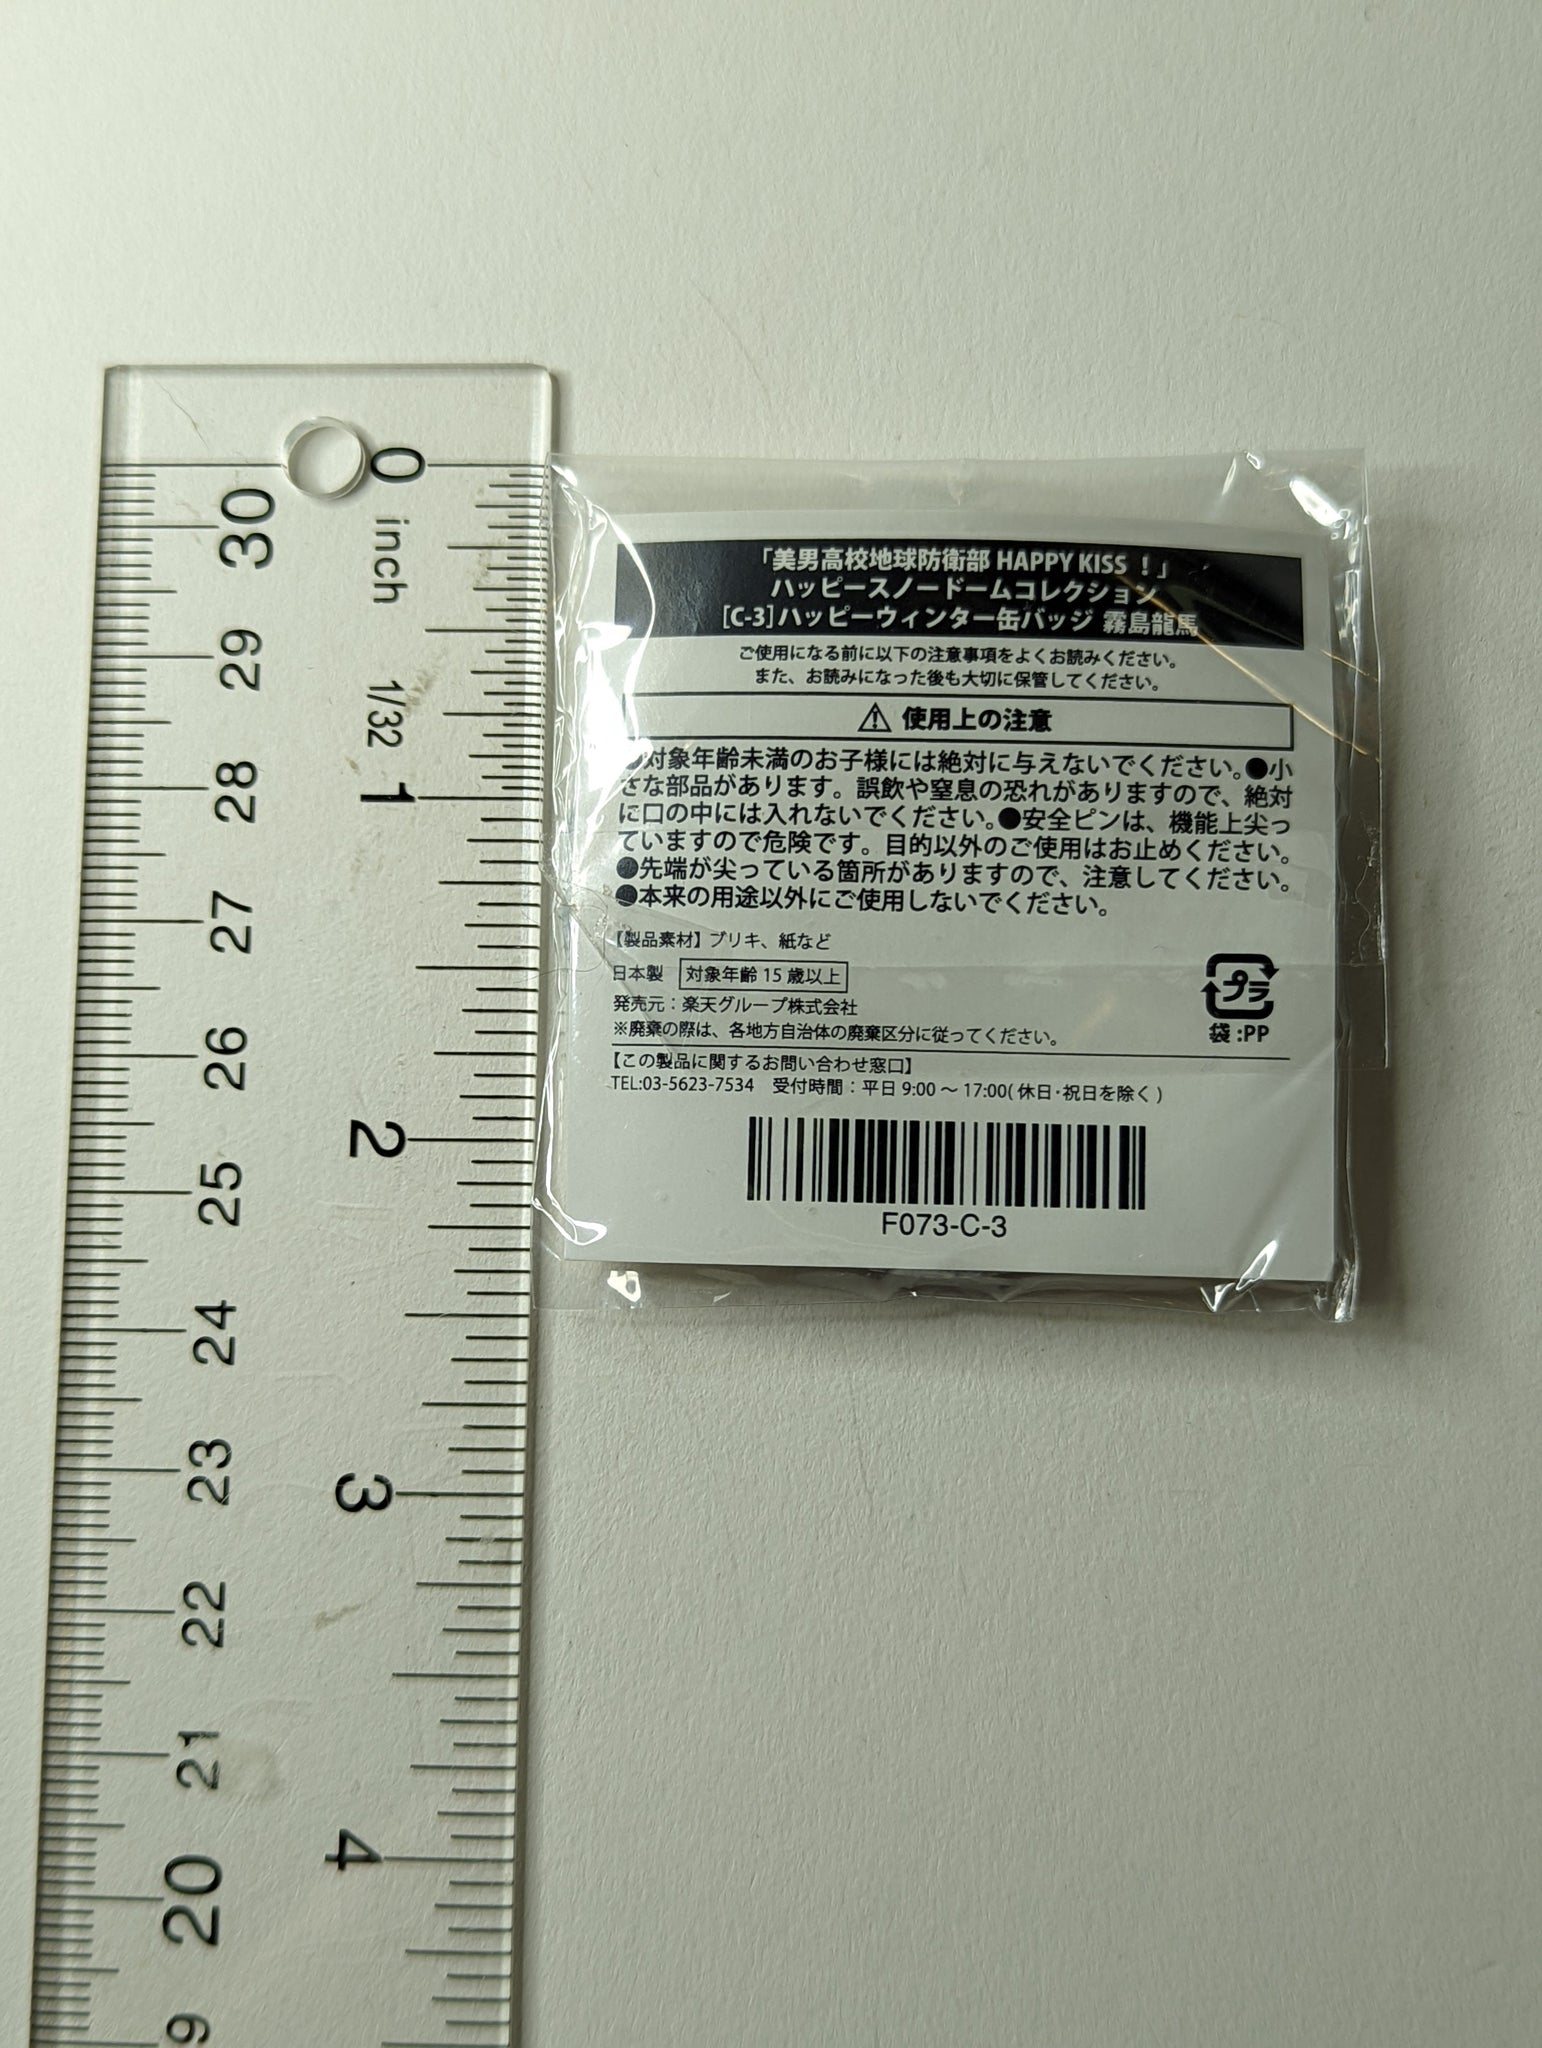 0
inch
1/32
1
2
3
4
30
29
28
27
26
25
24
23
22
21
20
9
「美男高校地球防衛部 HAPPY KISS ！」
ハッピースノードームコレクション
[C-3]ハッピーウィンター缶バッジ 霧島龍馬
ご使用になる前に以下の注意事項をよくお読みください。
また、お読みになった後も大切に保管してください。
⚠ 使用上の注意
●対象年齢未満のお子様には絶対に与えないでください。●小
さな部品があります。誤飲や窒息の恐れがありますので、絶対
に口の中には入れないでください。●安全ピンは、機能上尖っ
ていますので危険です。目的以外のご使用はお止めください。
●先端が尖っている箇所がありますので、注意してください。
●本来の用途以外にご使用しないでください。
【製品素材】ブリキ、紙など
日本製 対象年齢 15 歳以上
発売元：楽天グループ株式会社
※廃棄の際は、各地方自治体の廃棄区分に従ってください。
プラ
袋:PP
【この製品に関するお問い合わせ窓口】
TEL:03-5623-7534 受付時間：平日 9:00 〜 17:00( 休日･祝日を除く )
F073-C-3